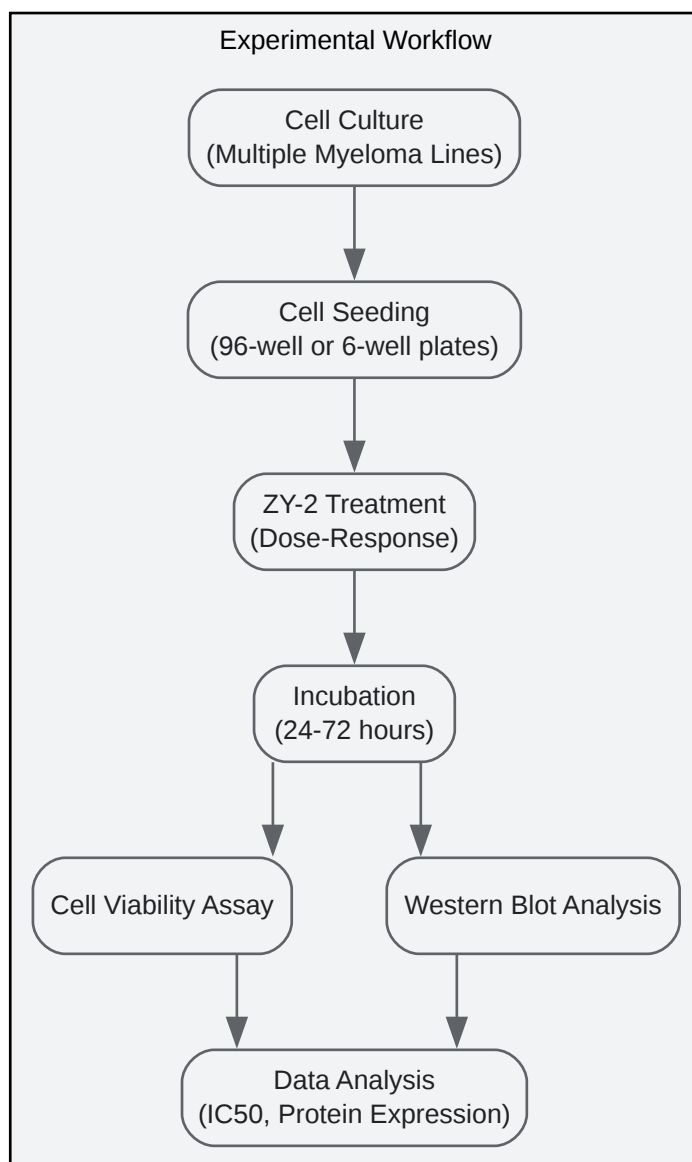 Experimental Workflow
Cell Culture
(Multiple Myeloma Lines)
Cell Seeding
(96-well or 6-well plates)
ZY-2 Treatment
(Dose-Response)
Incubation
(24-72 hours)
Cell Viability Assay
Western Blot Analysis
Data Analysis
(IC50, Protein Expression)